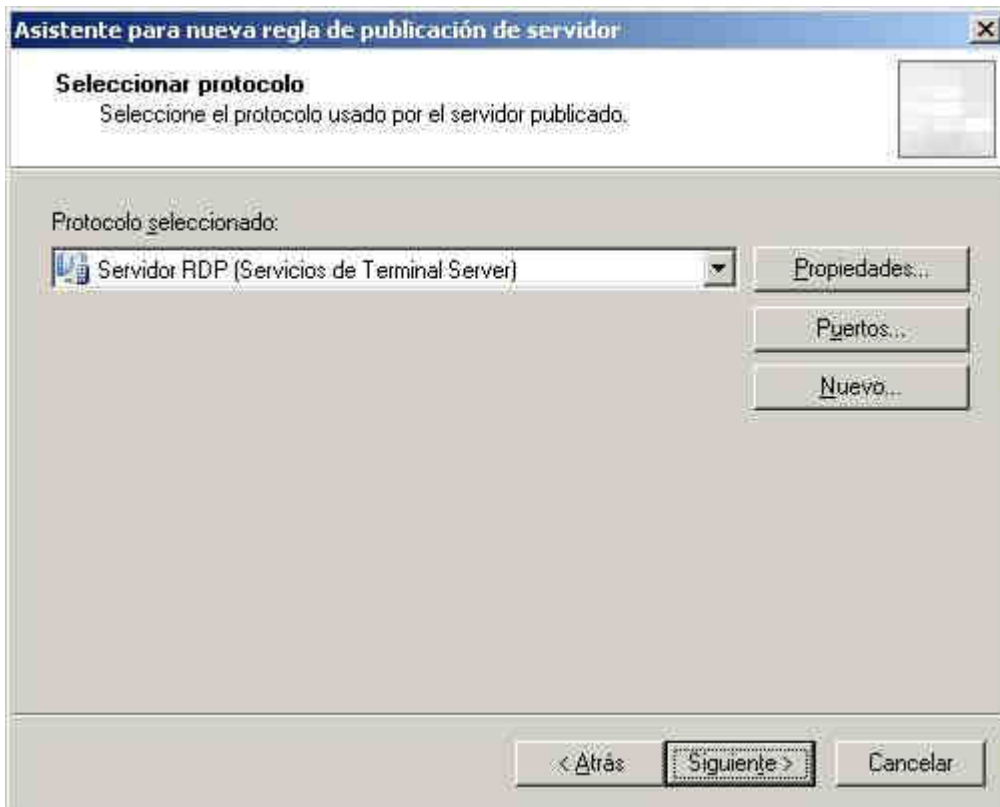 Asistente para nueva regla de publicación de servidor
Seleccionar protocolo
Seleccione el protocolo usado por el servidor publicado.
Protocolo seleccionado:
Servidor RDP (Servicios de Terminal Server)
Propiedades...
Puertos...
Nuevo...
< Atrás
Siguiente >
Cancelar